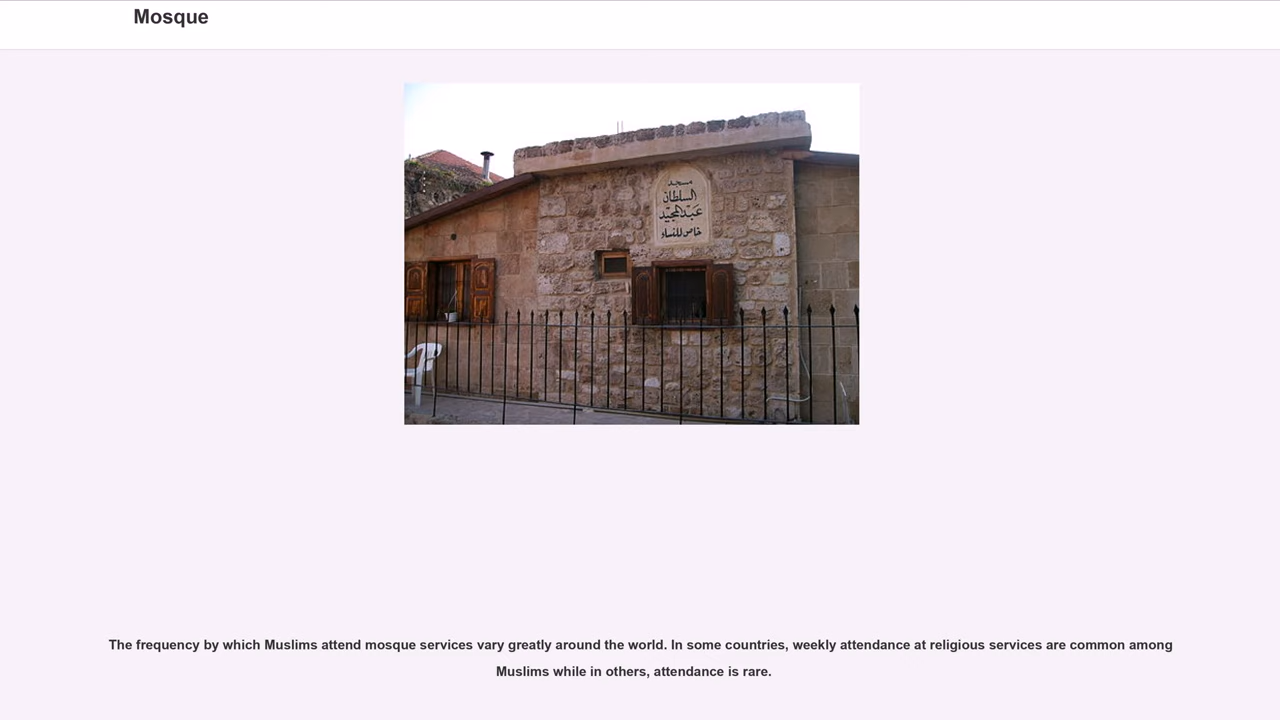 Mosque
مسجد
السلطان
عبد المجيد
خاص للنساء
The frequency by which Muslims attend mosque services vary greatly around the world. In some countries, weekly attendance at religious services are common among
Muslims while in others, attendance is rare.